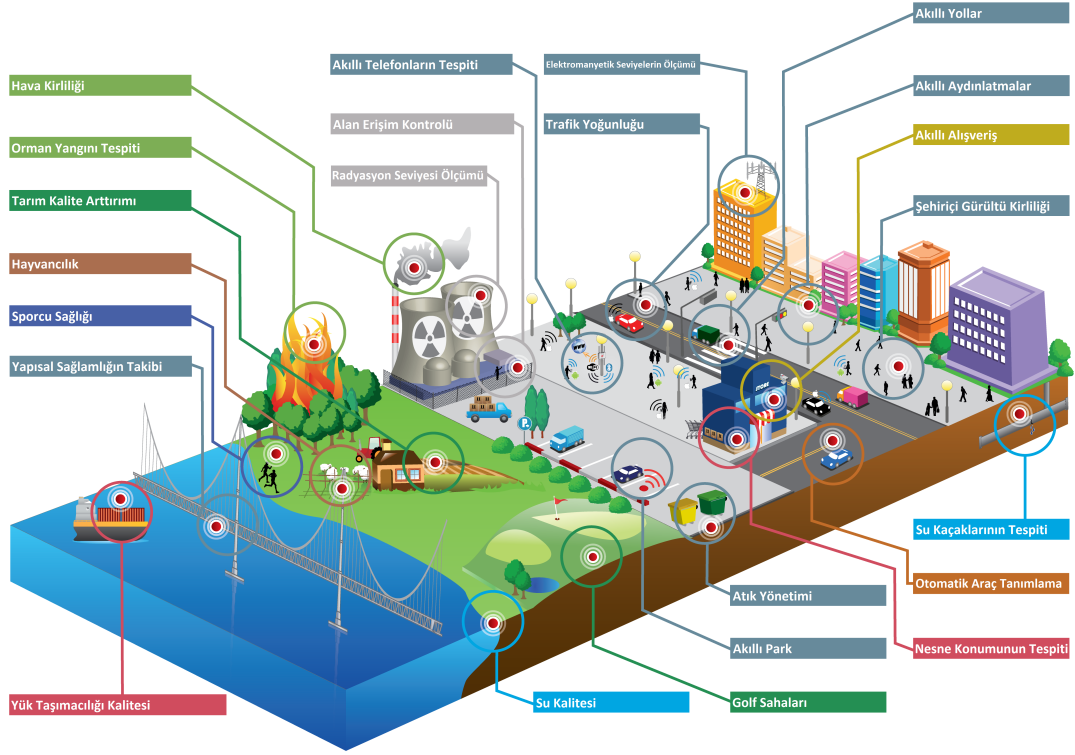 Akıllı Yollar
Akıllı Telefonların Tespiti
Elektromanyetik Seviyelerin Ölçümü
Hava Kirliliği
Akıllı Aydınlatmalar
Alan Erişim Kontrolü
Trafik Yoğunluğu
Akıllı Alışveriş
Orman Yangını Tespiti
Radyasyon Seviyesi Ölçümü
Tarım Kalite Arttırımı
Şehiriçi Gürültü Kirliliği
Hayvancılık
Sporcu Sağlığı
Yapısal Sağlamlığın Takibi
STORE
P
Su Kaçaklarının Tespiti
Otomatik Araç Tanımlama
Atık Yönetimi
Akıllı Park
Nesne Konumunun Tespiti
Yük Taşımacılığı Kalitesi
Su Kalitesi
Golf Sahaları